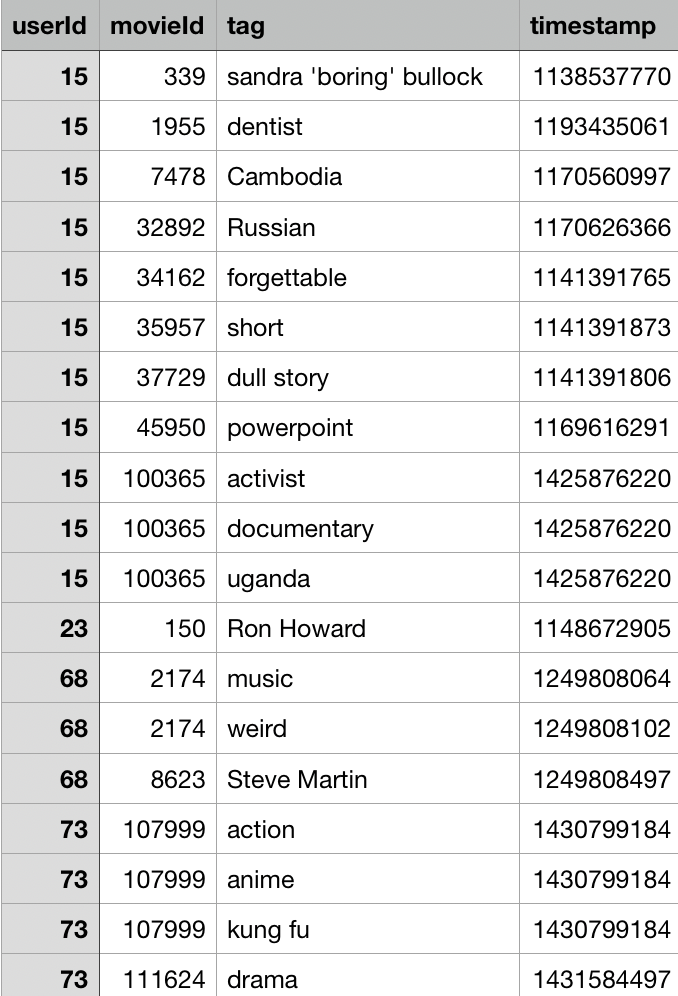 userId movieId tag timestamp
15 339 sandra 'boring' bullock 1138537770
15 1955 dentist 1193435061
15 7478 Cambodia 1170560997
15 32892 Russian 1170626366
15 34162 forgettable 1141391765
15 35957 short 1141391873
15 37729 dull story 1141391806
15 45950 powerpoint 1169616291
15 100365 activist 1425876220
15 100365 documentary 1425876220
15 100365 uganda 1425876220
23 150 Ron Howard 1148672905
68 2174 music 1249808064
68 2174 weird 1249808102
68 8623 Steve Martin 1249808497
73 107999 action 1430799184
73 107999 anime 1430799184
73 107999 kung fu 1430799184
73 111624 drama 1431584497